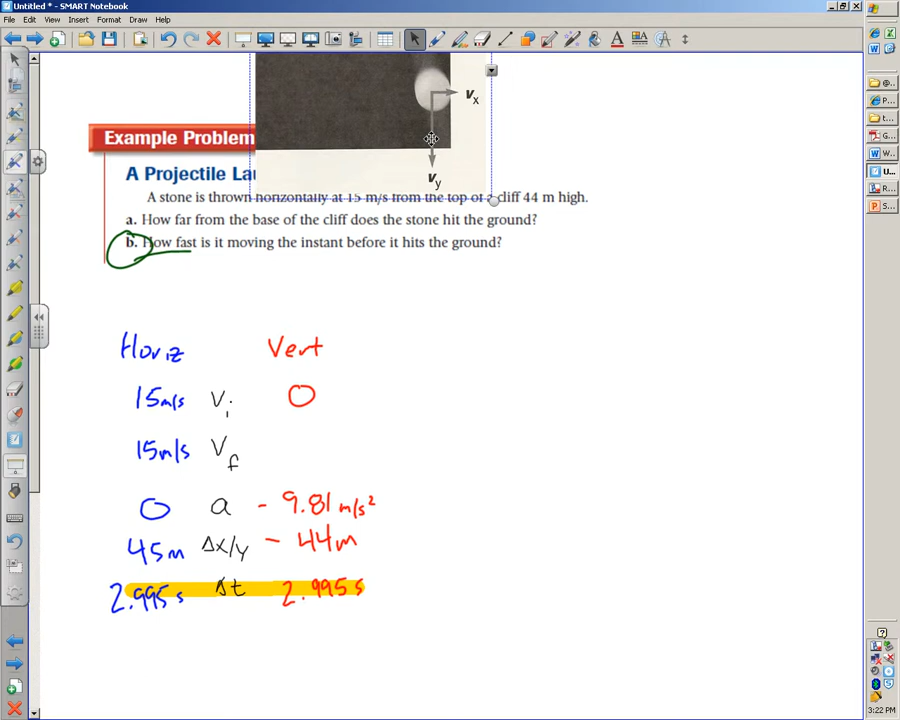 Untitled * - SMART Notebook
File Edit View Insert Format Tools Add-ons Draw Help
vx
vy
Example Problem
A Projectile La
A stone is thrown horizontally at 15 m/s from the top of a cliff 44 m high.
a. How far from the base of the cliff does the stone hit the ground?
b. How fast is it moving the instant before it hits the ground?
Horiz Vert
15m/s Vi 0
15m/s Vf
0 a - 9.81 m/s²
45m Δx/y - 44m
2.995s Δt 2.995s
@...
P...
t...
G...
W...
U...
R...
S...
3:22 PM